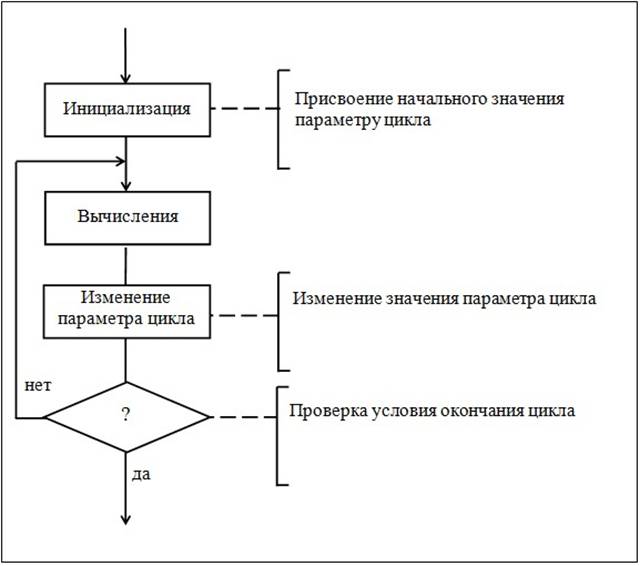 Инициализация
Присвоение начального значения
параметру цикла
Вычисления
Изменение
параметра цикла
Изменение значения параметра цикла
нет
?
Проверка условия окончания цикла
да